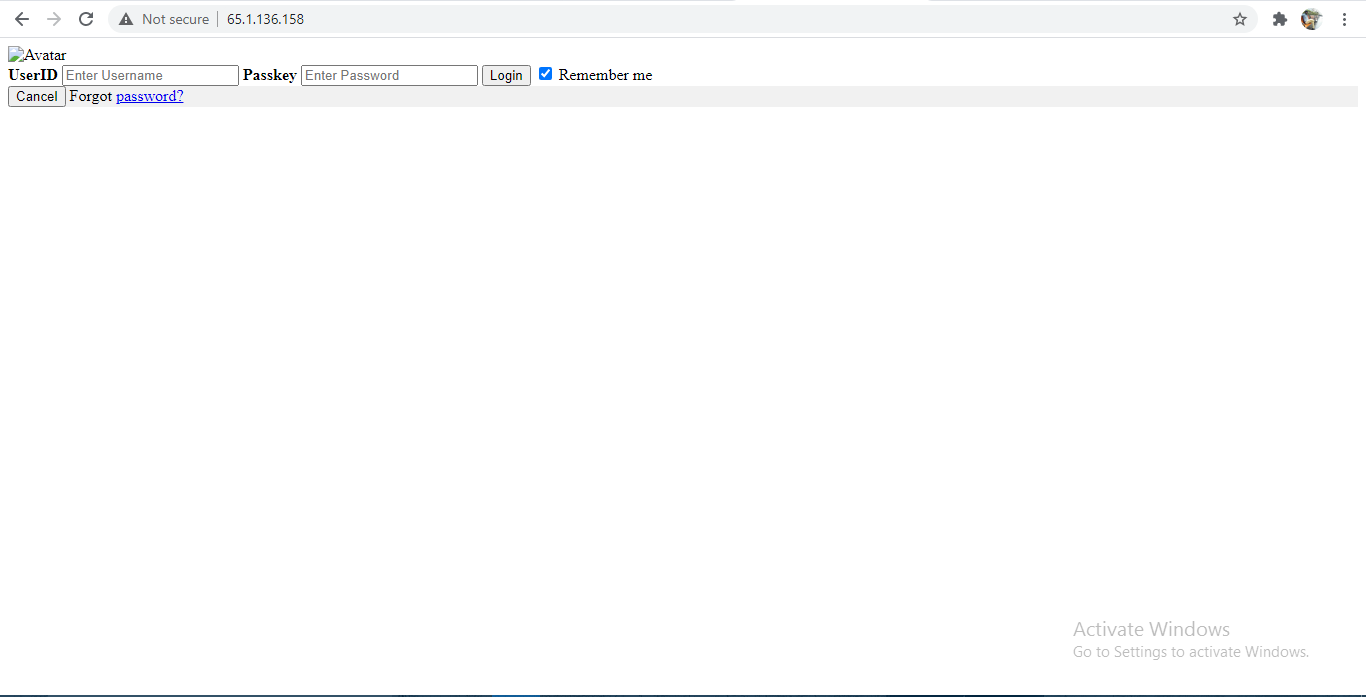 Not secure 65.1.136.158
Avatar
UserID Enter Username Passkey Enter Password Login Remember me
Cancel Forgot password?
Activate Windows
Go to Settings to activate Windows.